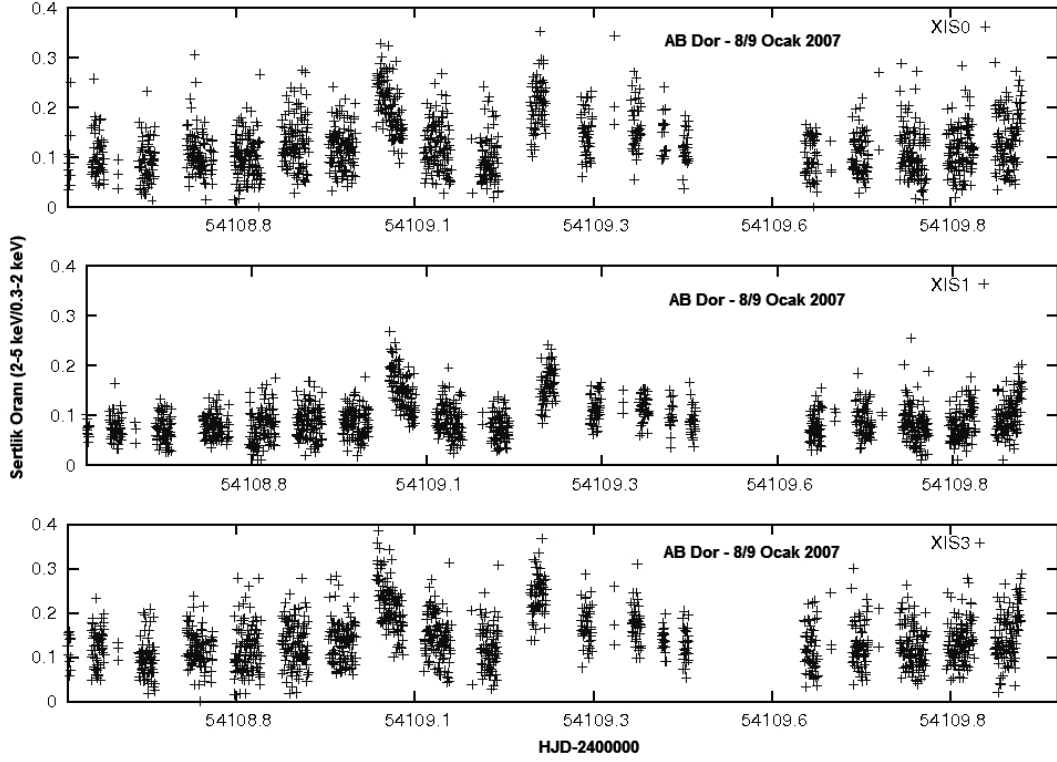 Sertlik Oranı (2-5 keV/0.3-2 keV)
0.4
0.3
0.2
0.1
0
AB Dor - 8/9 Ocak 2007
XIS0 +
54108.8 54109.1 54109.3 54109.6 54109.8
0.4
0.3
0.2
0.1
0
AB Dor - 8/9 Ocak 2007
XIS1 +
54108.8 54109.1 54109.3 54109.6 54109.8
0.4
0.3
0.2
0.1
0
AB Dor - 8/9 Ocak 2007
XIS3 +
54108.8 54109.1 54109.3 54109.6 54109.8
HJD-2400000